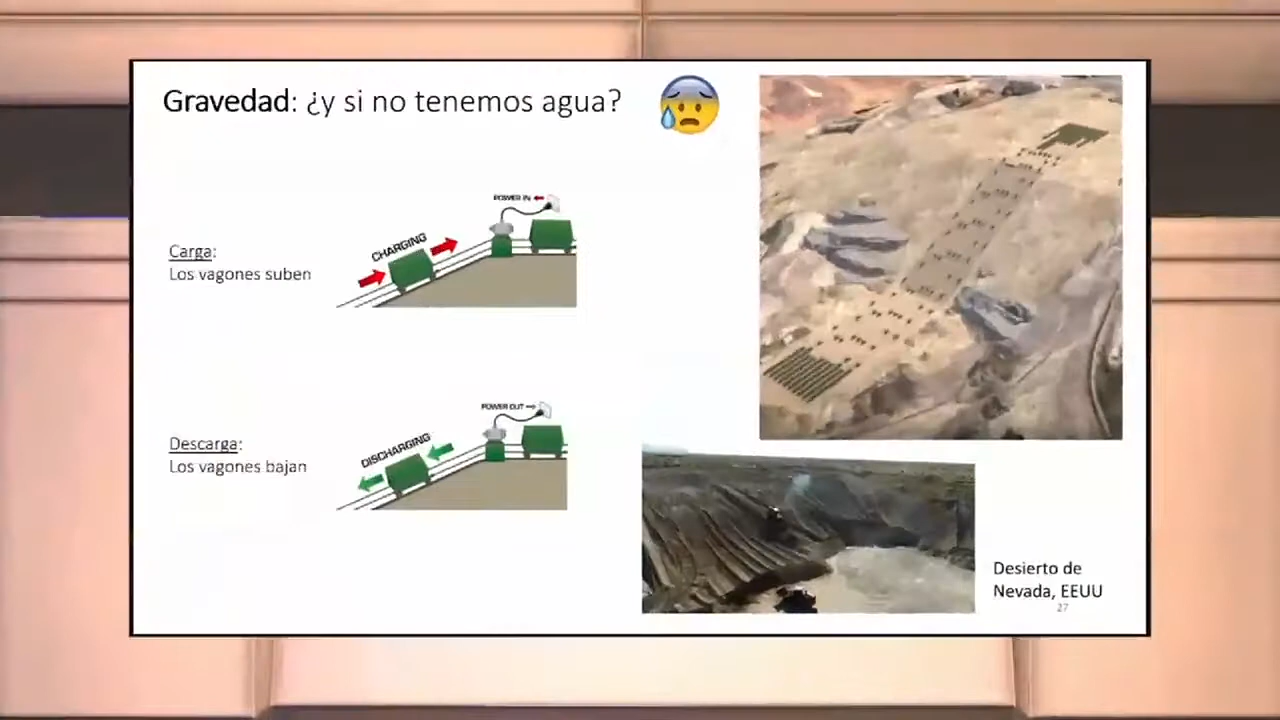 Gravedad: ¿y si no tenemos agua?
POWER IN
CHARGING
Carga:
Los vagones suben
POWER OUT
DISCHARGING
Descarga:
Los vagones bajan
Desierto de
Nevada, EEUU
27